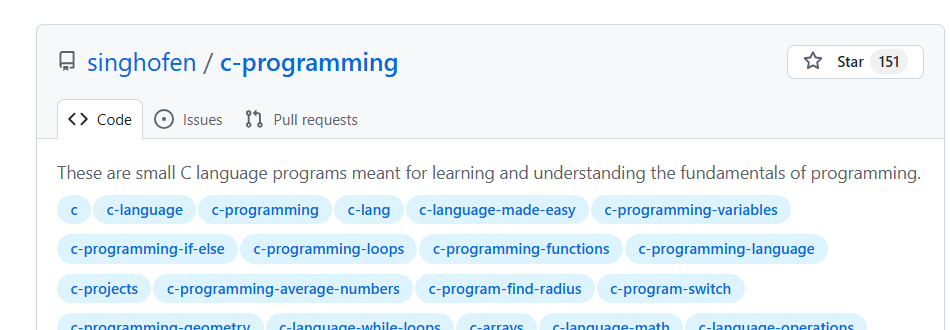 singhofen / c-programming Star 151
Code Issues Pull requests
These are small C language programs meant for learning and understanding the fundamentals of programming.
c c-language c-programming c-lang c-language-made-easy c-programming-variables
c-programming-if-else c-programming-loops c-programming-functions c-programming-language
c-projects c-programming-average-numbers c-program-find-radius c-program-switch
c-programming-geometry c-language-while-loops c-arrays c-language-math c-language-operations